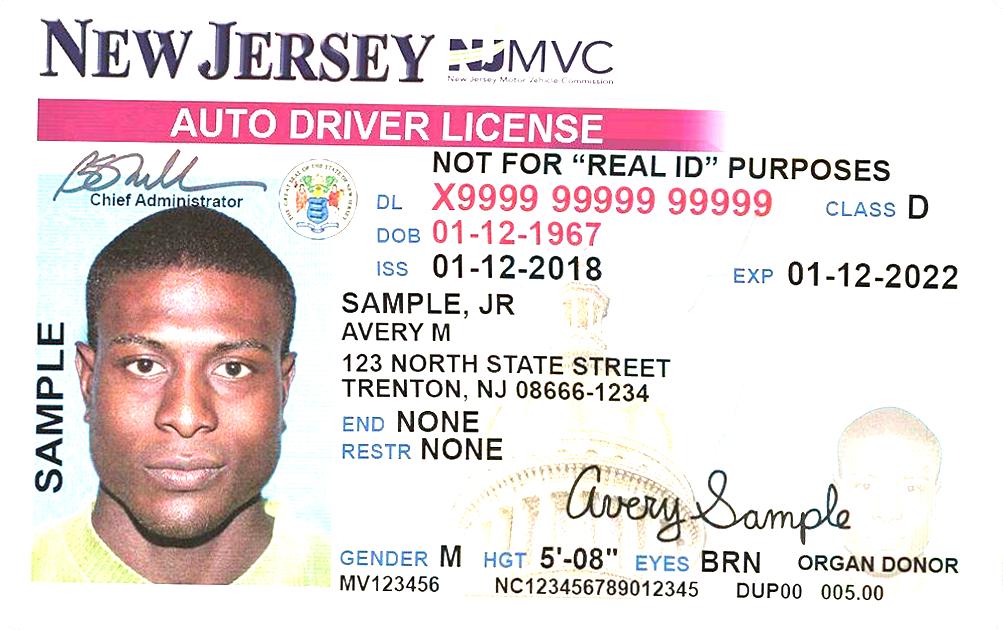 NEW JERSEY NJMVC
New Jersey Motor Vehicle Commission
AUTO DRIVER LICENSE
NOT FOR “REAL ID” PURPOSES
Chief Administrator
DL X9999 99999 99999 CLASS D
DOB 01-12-1967
ISS 01-12-2018 EXP 01-12-2022
SAMPLE, JR
AVERY M
123 NORTH STATE STREET
TRENTON, NJ 08666-1234
SAMPLE
END NONE
RESTR NONE
Avery Sample
GENDER M HGT 5'-08" EYES BRN ORGAN DONOR
MV123456 NC123456789012345 DUP00 005.00